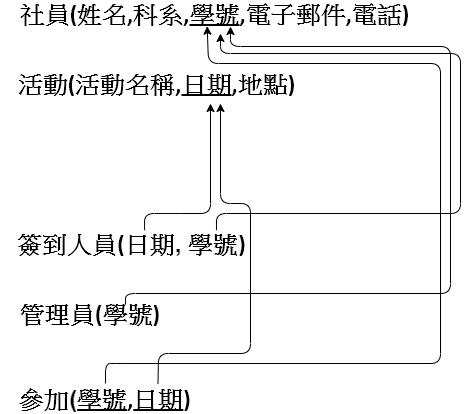 社員(姓名,科系,學號,電子郵件,電話)
活動(活動名稱,日期,地點)
簽到人員(日期, 學號)
管理員(學號)
參加(學號,日期)